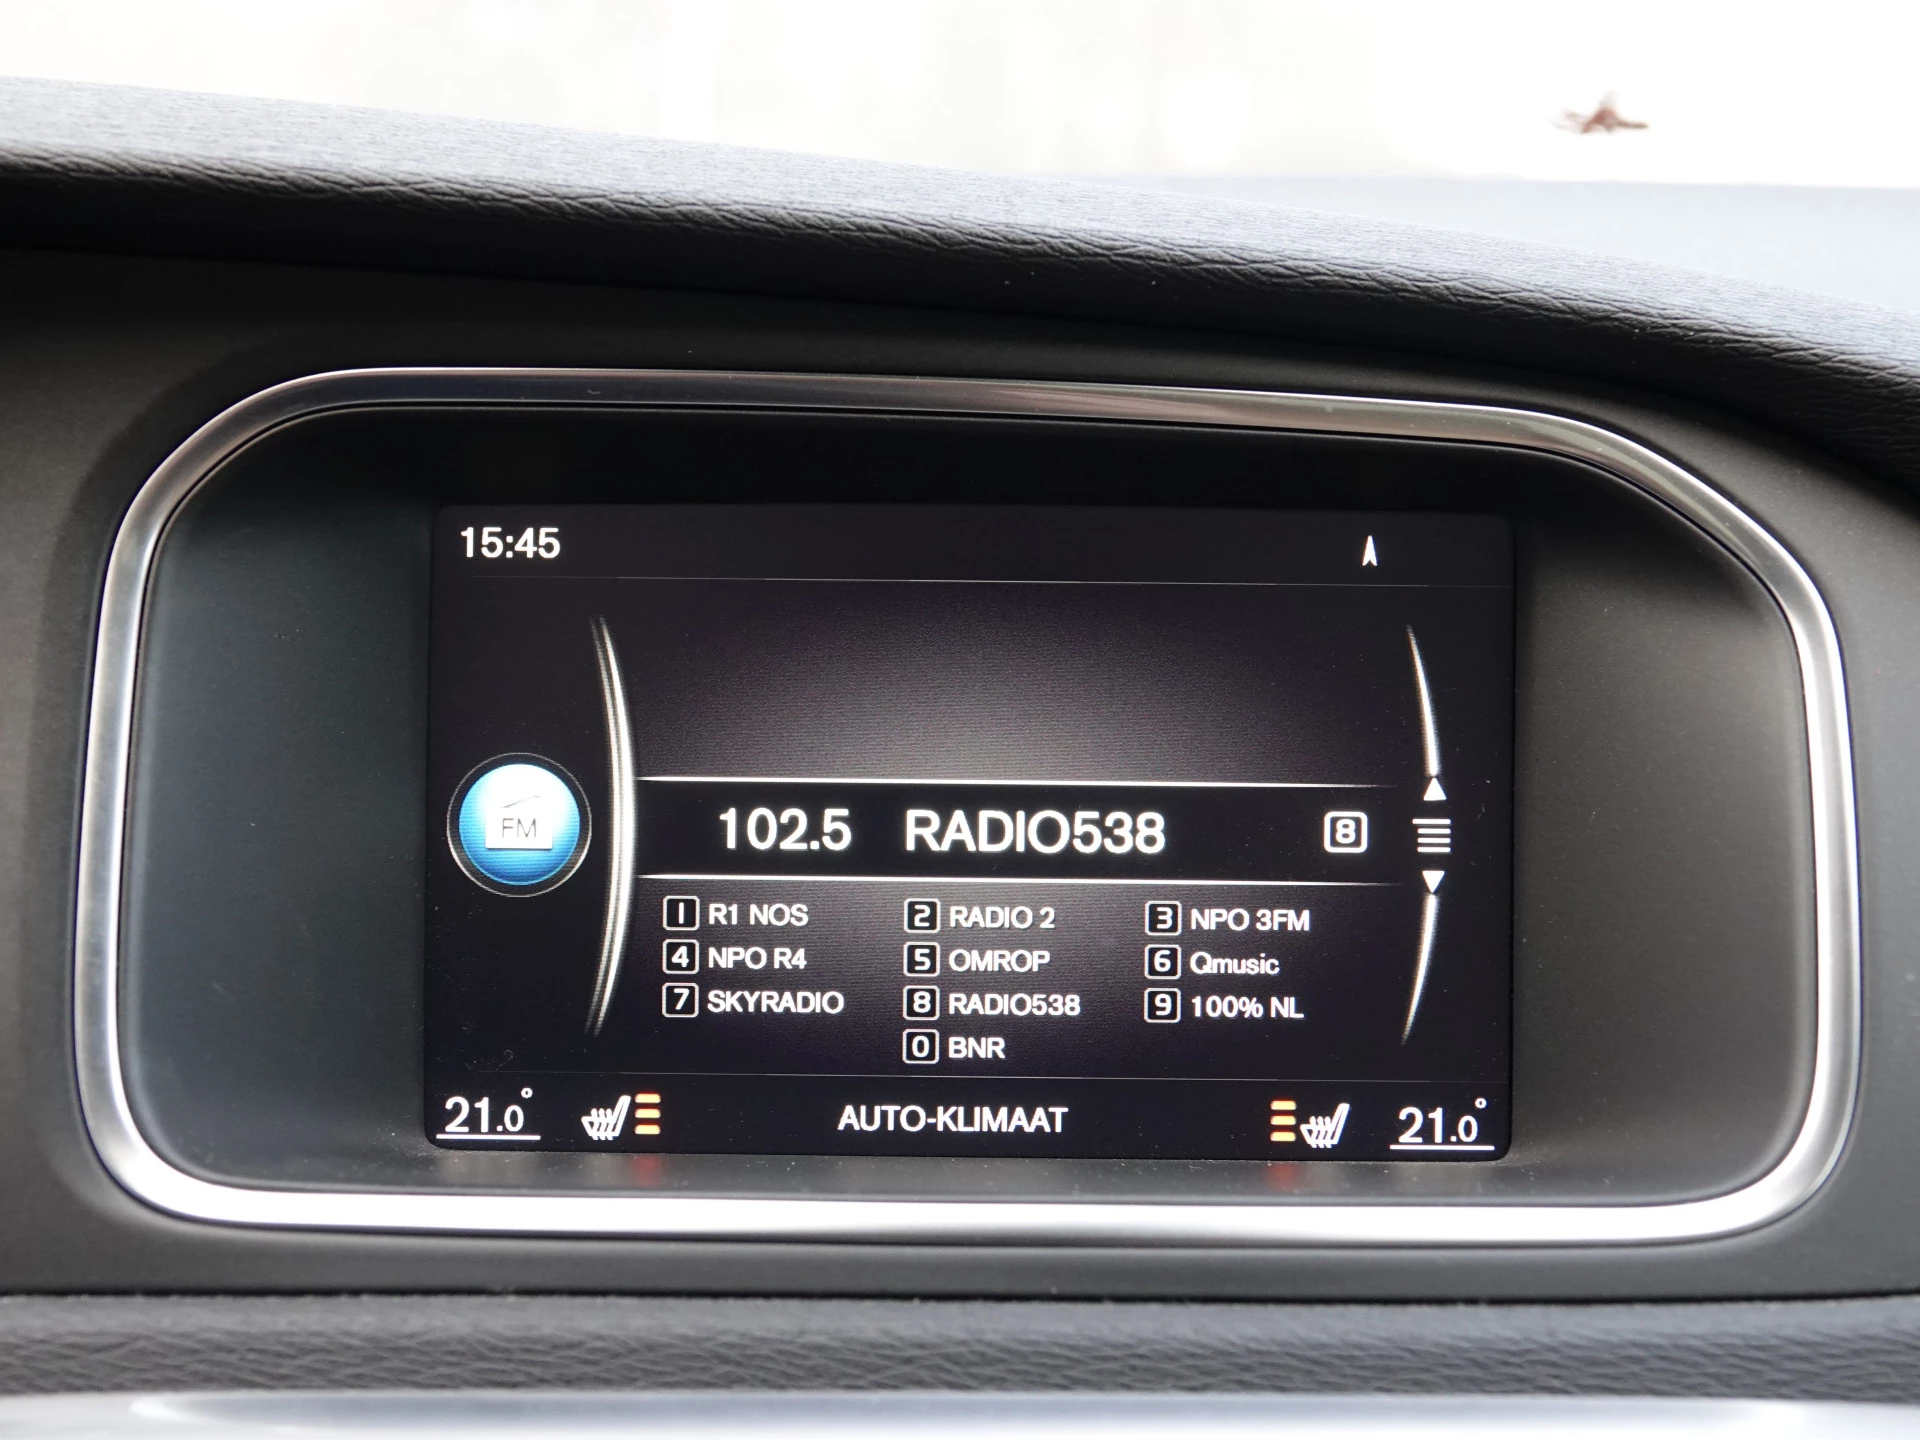 15:45
FM
102.5 RADIO538 8
1 R1 NOS 2 RADIO 2 3 NPO 3FM
4 NPO R4 5 OMROP 6 Qmusic
7 SKYRADIO 8 RADIO538 9 100% NL
0 BNR
21.0° AUTO-KLIMAAT 21.0°